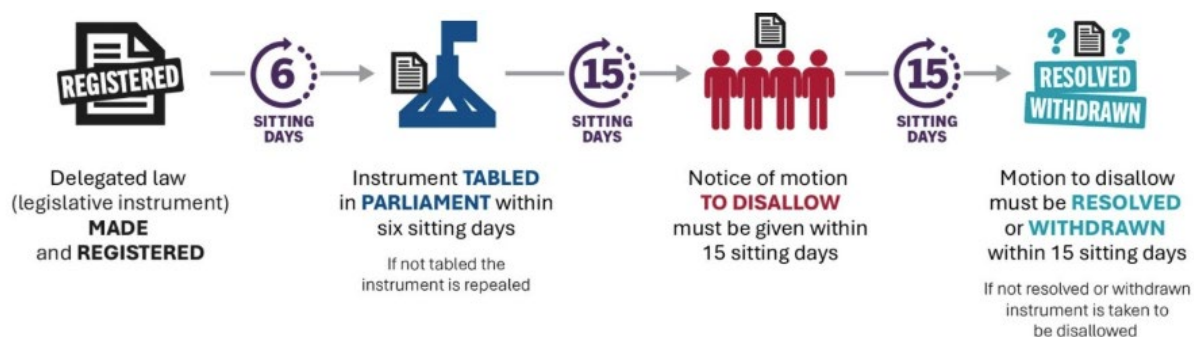 REGISTERED
6
SITTING
DAYS
15
SITTING
DAYS
15
SITTING
DAYS
? ?
RESOLVED
WITHDRAWN
Delegated law
(legislative instrument)
MADE
and REGISTERED
Instrument TABLED
in PARLIAMENT within
six sitting days
If not tabled the
instrument is repealed
Notice of motion
TO DISALLOW
must be given within
15 sitting days
Motion to disallow
must be RESOLVED
or WITHDRAWN
within 15 sitting days
If not resolved or withdrawn
instrument is taken to
be disallowed